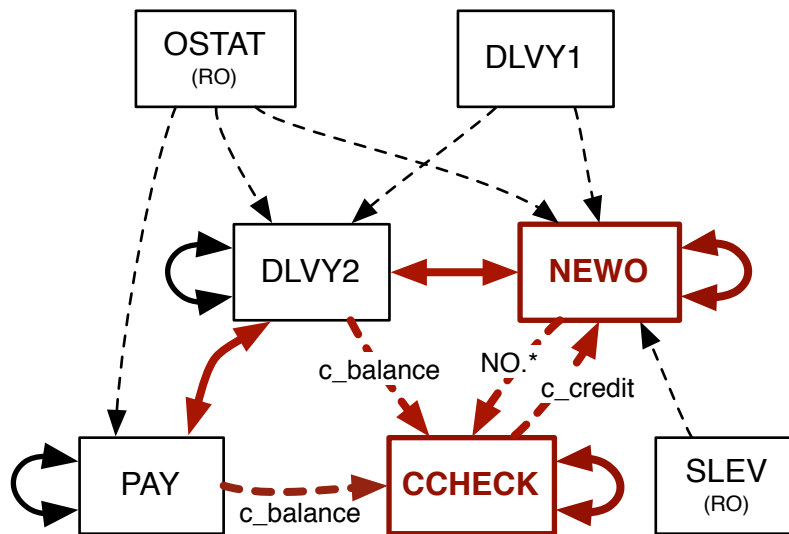 OSTAT
(RO)
DLVY1
DLVY2
NEWO
c_balance
NO.*
c_credit
PAY
c_balance
CCHECK
SLEV
(RO)